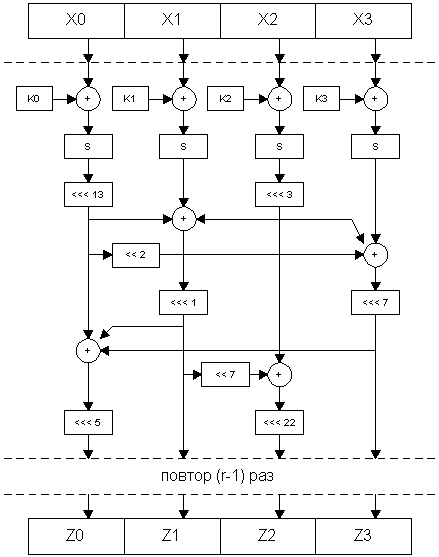 X0 X1 X2 X3
K0 + K1 + K2 + K3 +
S S S S
<<< 13 <<< 3
+
<< 2 +
<<< 1 <<< 7
+
<< 7 +
<<< 5 <<< 22
повтор (r-1) раз
Z0 Z1 Z2 Z3